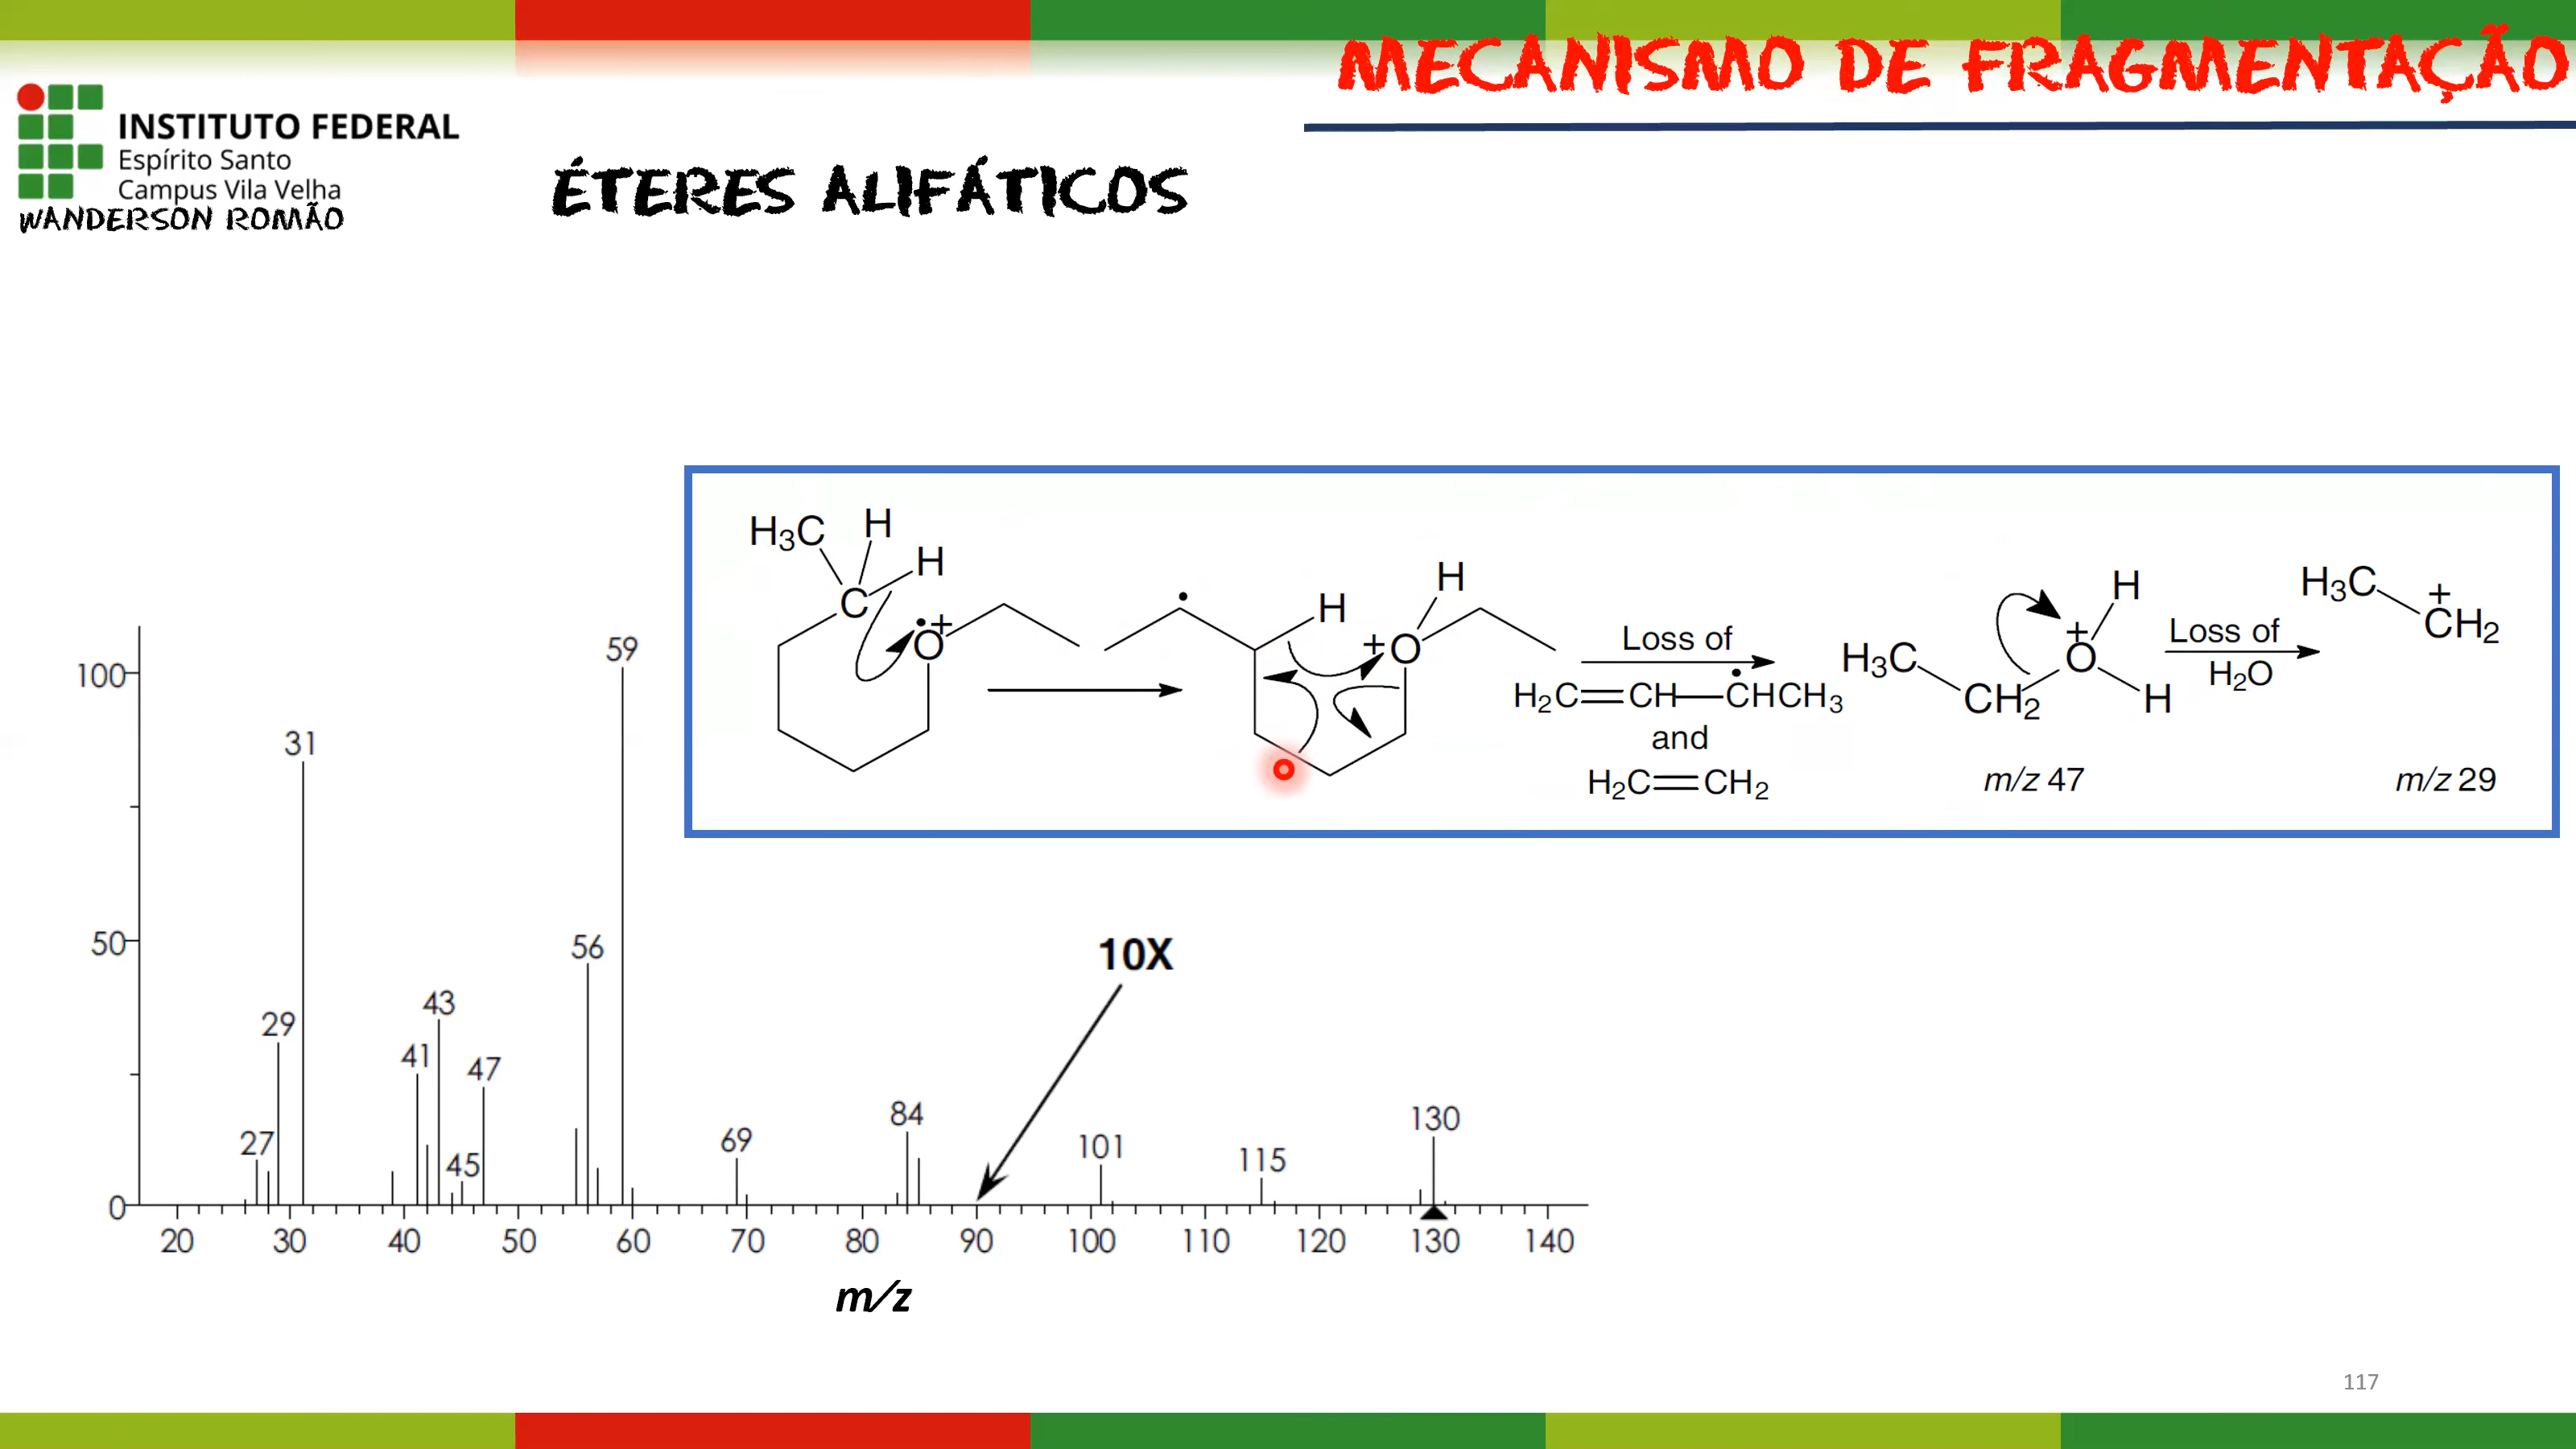 MECANISMO DE FRAGMENTAÇÃO
INSTITUTO FEDERAL
Espírito Santo
Campus Vila Velha
WANDERSON ROMÃO
ÉTERES ALIFÁTICOS
H3C H
H
C
•+
O
•
H
H
+O
Loss of
H2C=CH—ĊHCH3
and
H2C=CH2
H3C
CH2
+
O
H
H
m/z 47
Loss of
H2O
H3C
+
CH2
m/z 29
100
50
0
27
29
31
41
43
45
47
56
59
69
84
101
115
130
10X
20 30 40 50 60 70 80 90 100 110 120 130 140
m/z
117